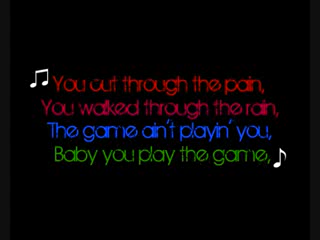 You cut through the pain,
You walked through the rain,
The game ain't playin' you,
Baby you play the game,